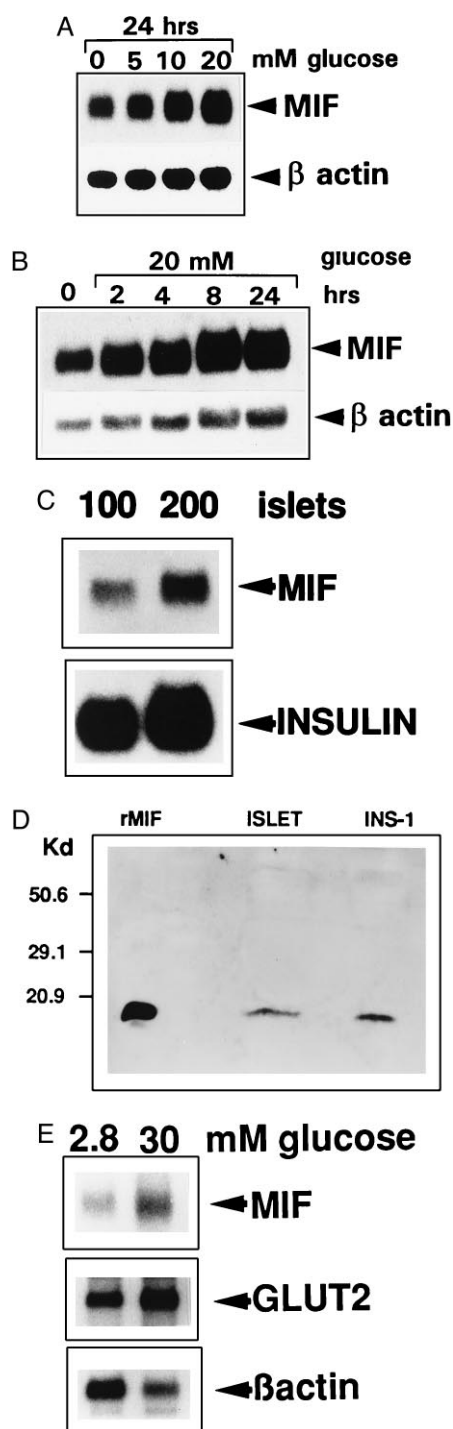 A
24 hrs
0 5 10 20 mM glucose
MIF
β actin
B
20 mM glucose
0 2 4 8 24 hrs
MIF
β actin
C
100 200 islets
MIF
INSULIN
D
rMIF ISLET INS-1
Kd
50.6
29.1
20.9
E
2.8 30 mM glucose
MIF
GLUT2
βactin